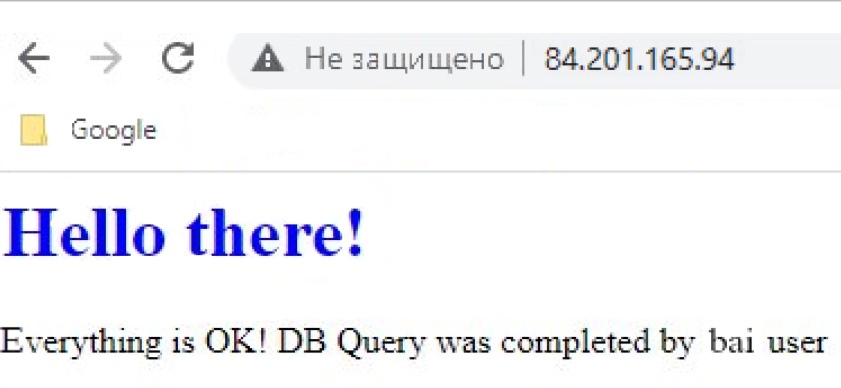 Не защищено | 84.201.165.94
Google
Hello there!
Everything is OK! DB Query was completed by bai user